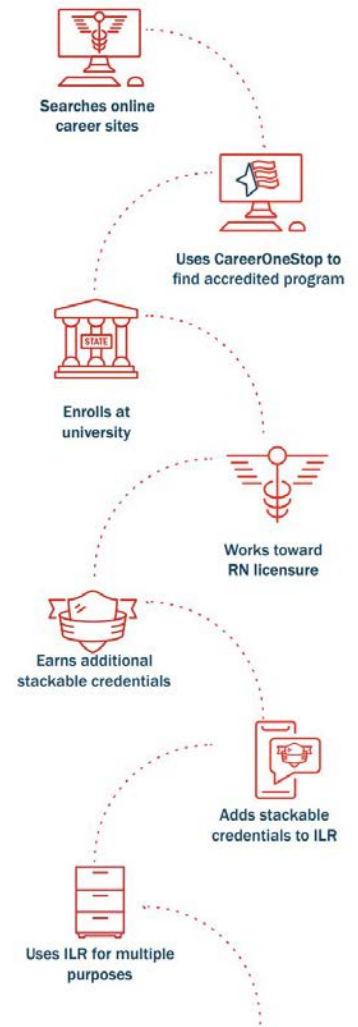 Searches online
career sites
Uses CareerOneStop to
find accredited program
STATE
Enrolls at
university
Works toward
RN licensure
Earns additional
stackable credentials
Adds stackable
credentials to ILR
Uses ILR for multiple
purposes